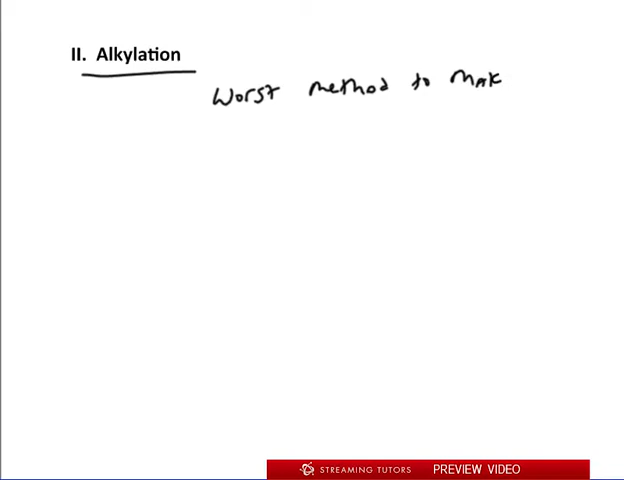 II. Alkylation
Worst method to Mak
STREAMING TUTORS PREVIEW VIDEO